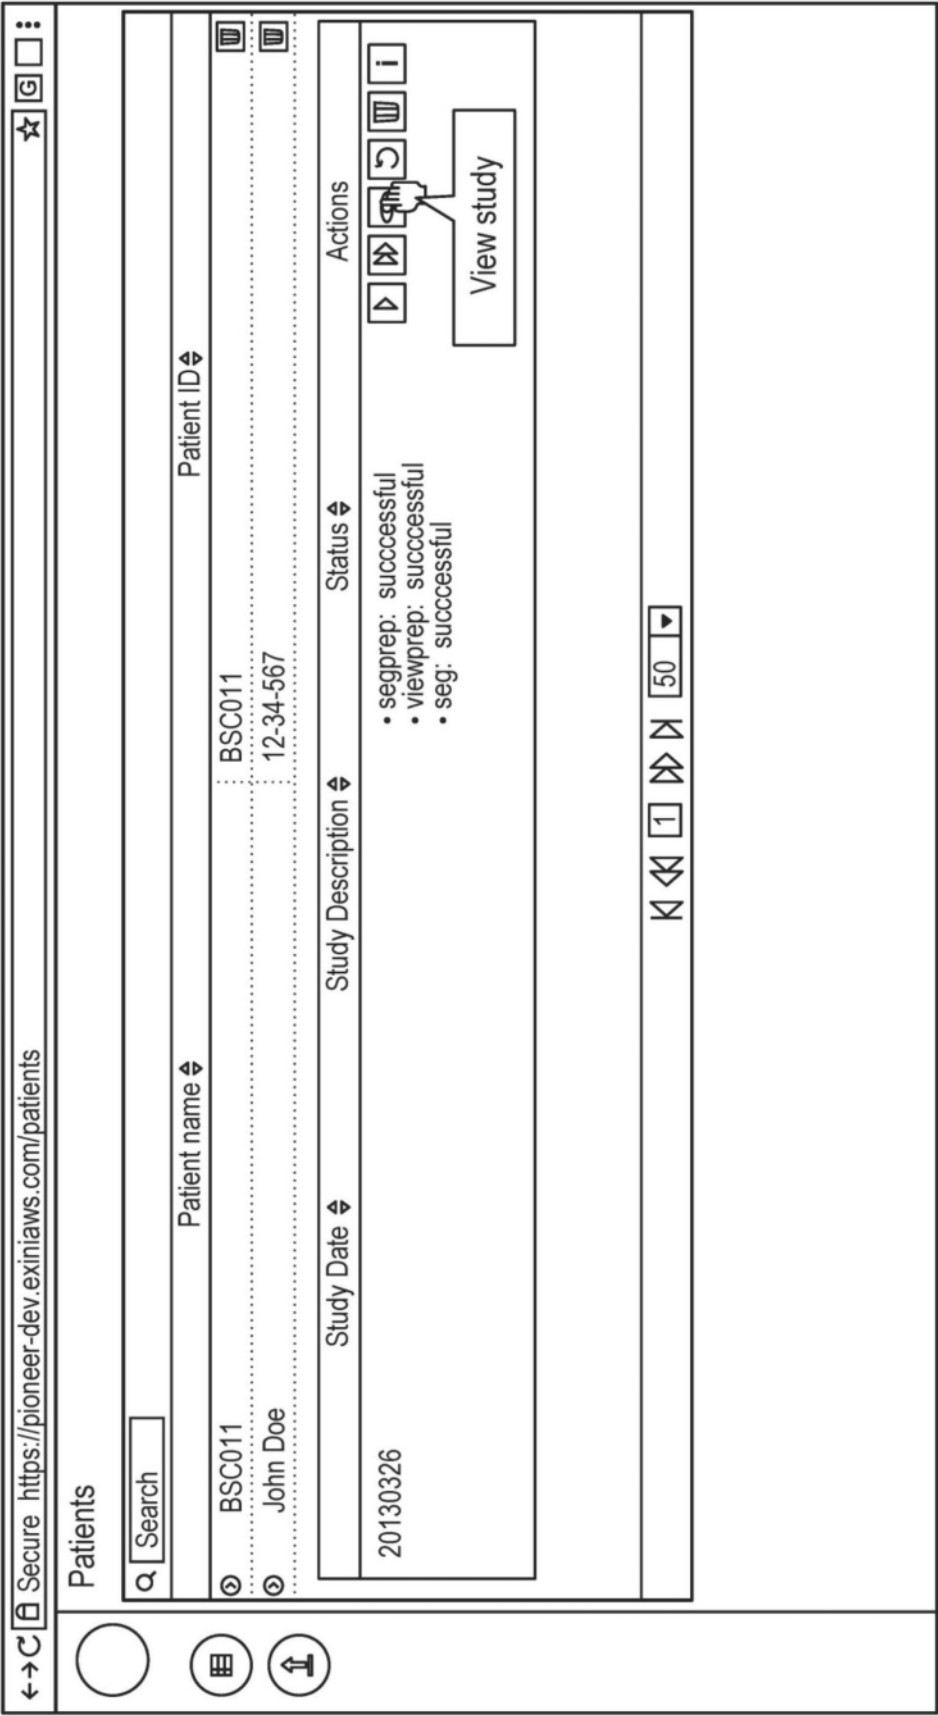 Secure https://pioneer-dev.exiniaws.com/patients
G
Patients
Search
Patient name
Patient ID
BSC011
BSC011
John Doe
12-34-567
Study Date
Study Description
Status
Actions
20130326
• segprep: succcessful
• viewprep: succcessful
• seg: succcessful
i
View study
1
50